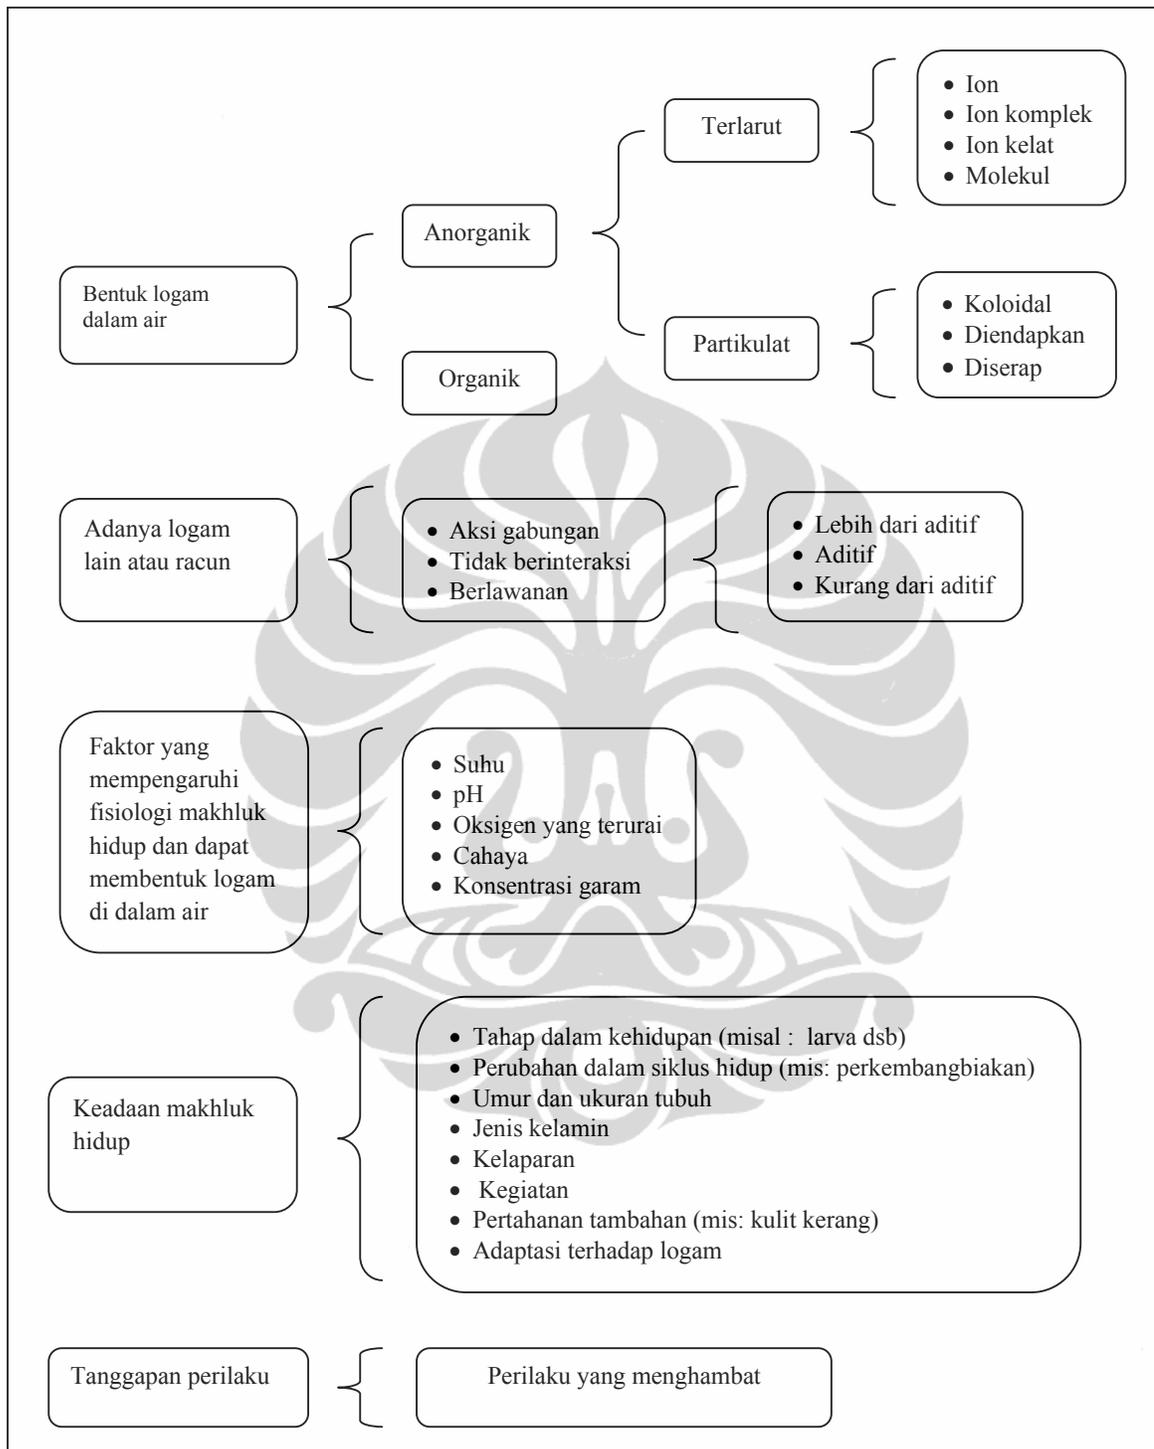 Bentuk logam
dalam air
Anorganik
Organik
Terlarut
Partikulat
• Ion
• Ion komplek
• Ion kelat
• Molekul
• Koloidal
• Diendapkan
• Diserap
Adanya logam
lain atau racun
• Aksi gabungan
• Tidak berinteraksi
• Berlawanan
• Lebih dari aditif
• Aditif
• Kurang dari aditif
Faktor yang
mempengaruhi
fisiologi makhluk
hidup dan dapat
membentuk logam
di dalam air
• Suhu
• pH
• Oksigen yang terurai
• Cahaya
• Konsentrasi garam
Keadaan makhluk
hidup
• Tahap dalam kehidupan (misal :  larva dsb)
• Perubahan dalam siklus hidup (mis: perkembangbiakan)
• Umur dan ukuran tubuh
• Jenis kelamin
• Kelaparan
• Kegiatan
• Pertahanan tambahan (mis: kulit kerang)
• Adaptasi terhadap logam
Tanggapan perilaku
Perilaku yang menghambat